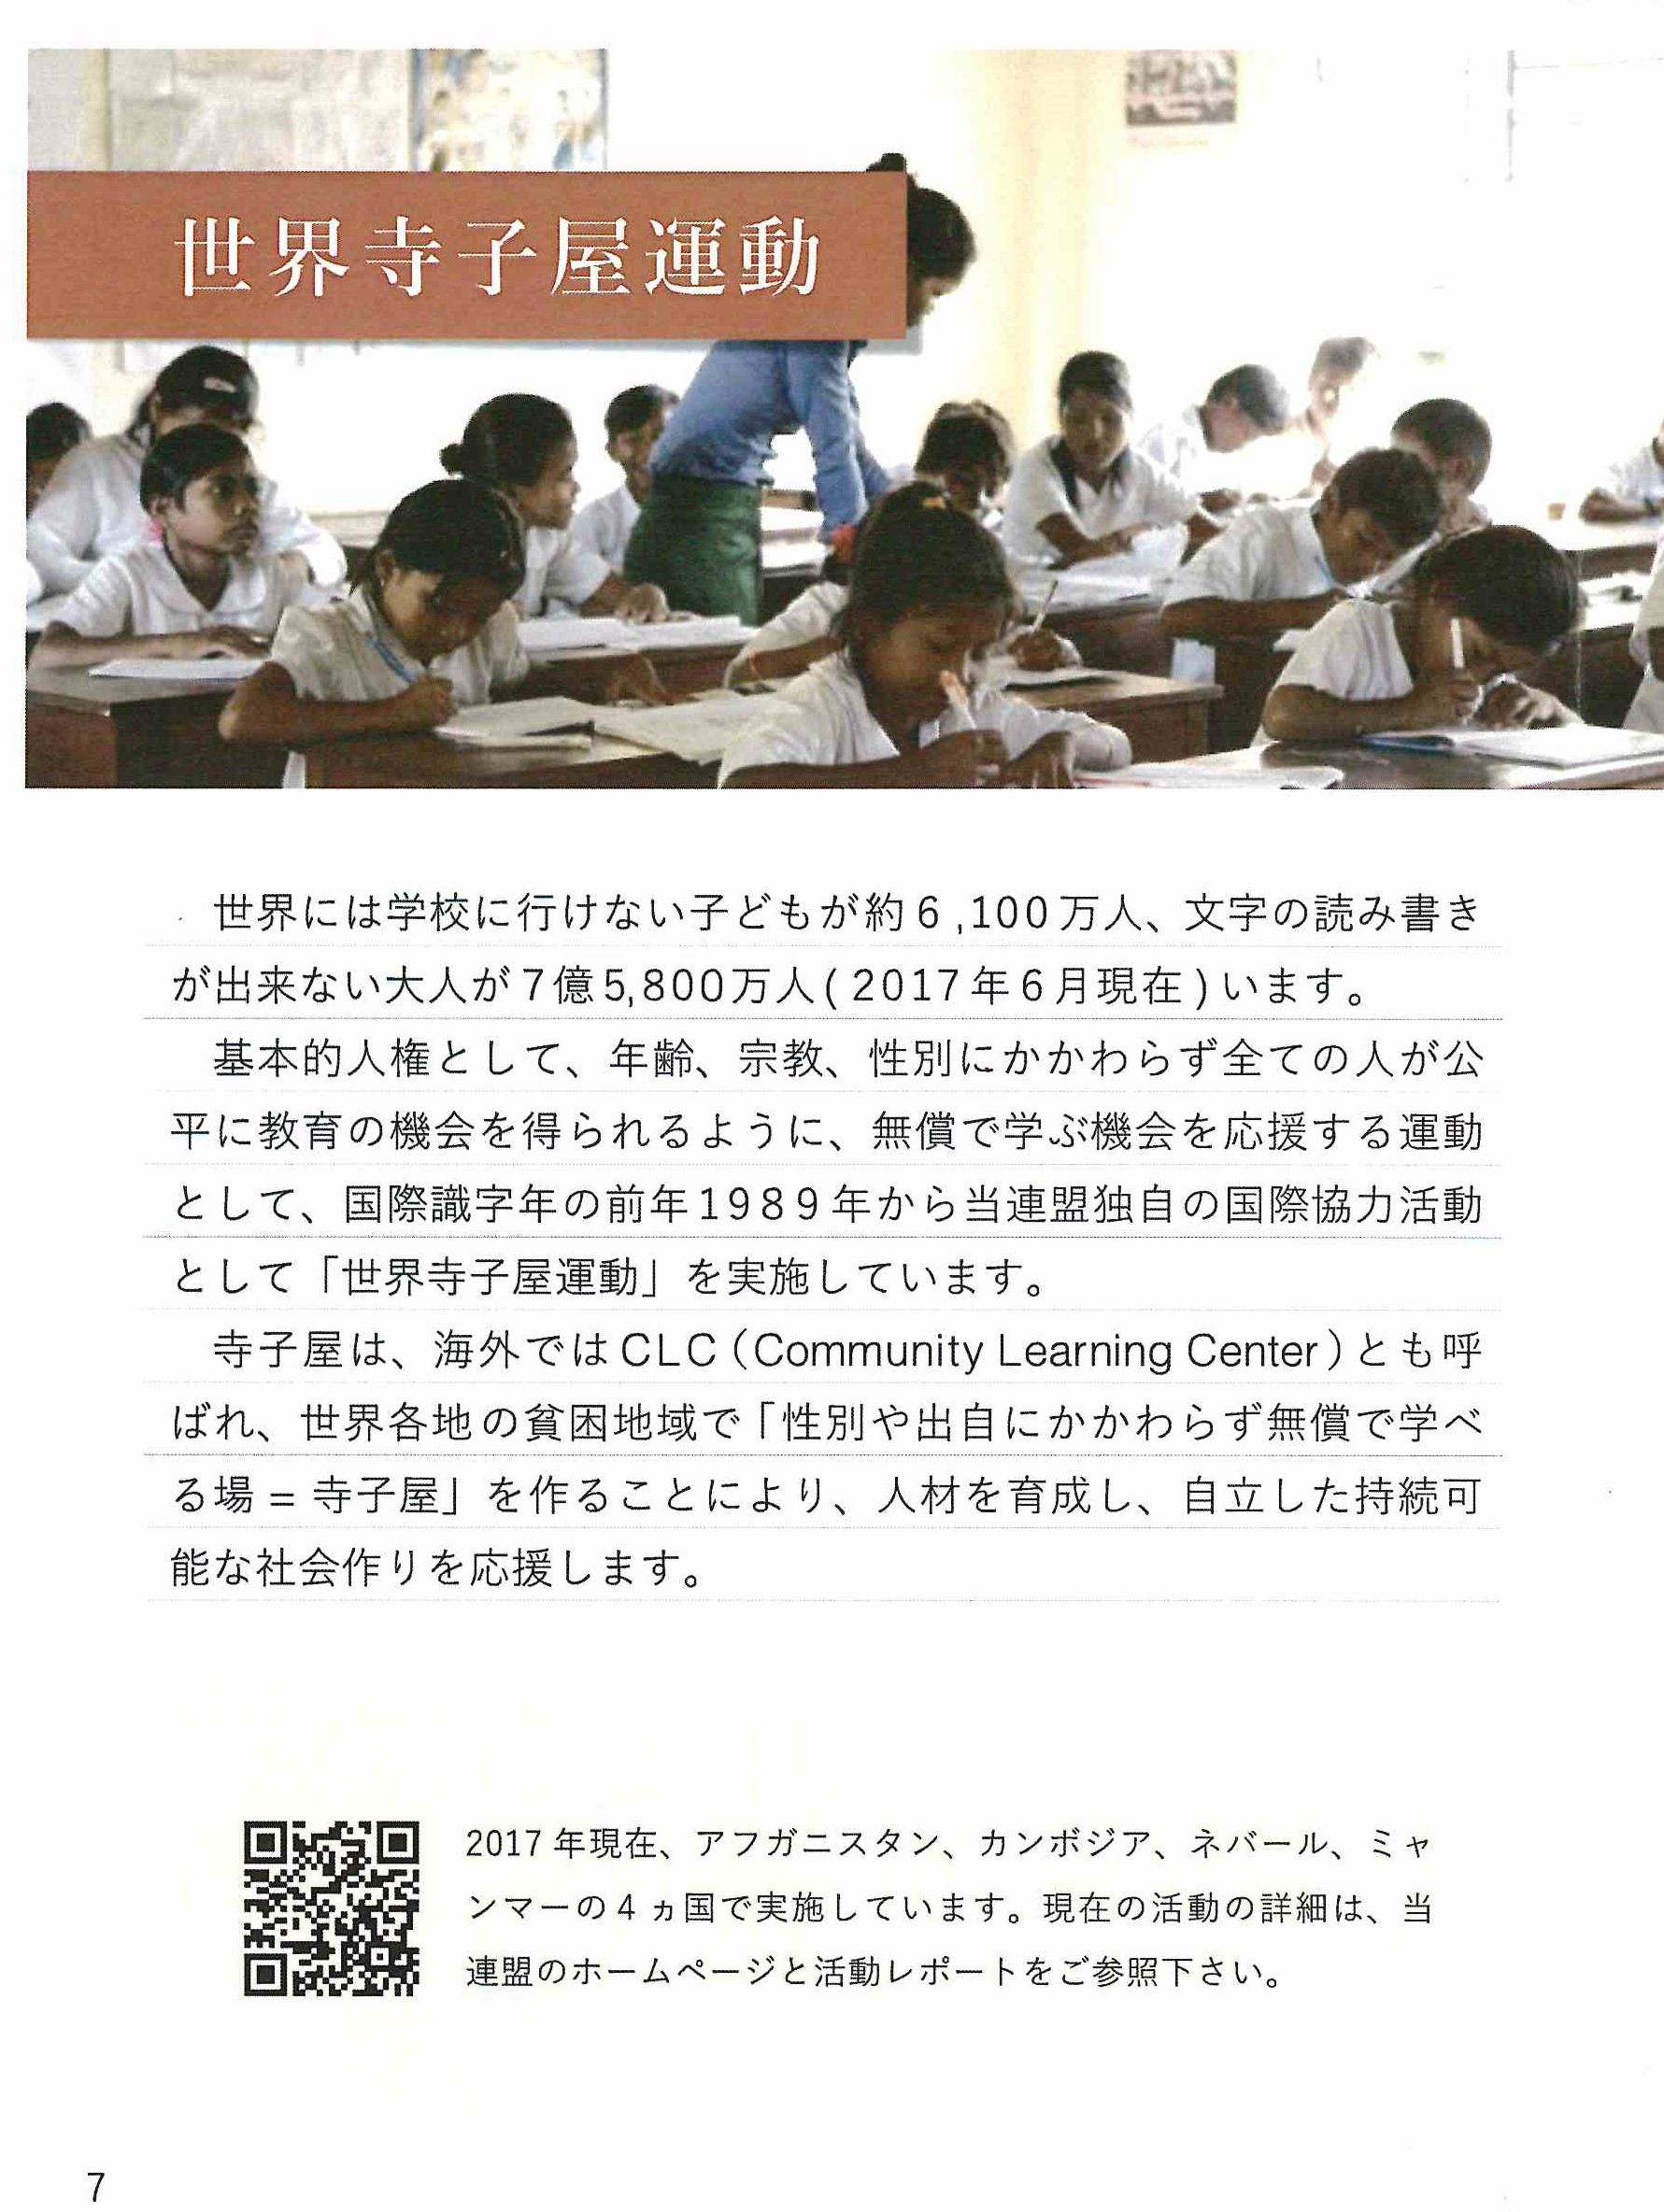 世界寺子屋運動
世界には学校に行けない子どもが約6,100万人、文字の読み書き
が出来ない大人が7億5,800万人(2017年6月現在)います。
基本的人権として、年齢、宗教、性別にかかわらず全ての人が公
平に教育の機会を得られるように、無償で学ぶ機会を応援する運動
として、国際識字年の前年1989年から当連盟独自の国際協力活動
として「世界寺子屋運動」を実施しています。
寺子屋は、海外ではCLC（Community Learning Center）とも呼
ばれ、世界各地の貧困地域で「性別や出自にかかわらず無償で学べ
る場 = 寺子屋」を作ることにより、人材を育成し、自立した持続可
能な社会作りを応援します。
2017 年現在、アフガニスタン、カンボジア、ネパール、ミャ
ンマーの4ヵ国で実施しています。現在の活動の詳細は、当
連盟のホームページと活動レポートをご参照下さい。
7